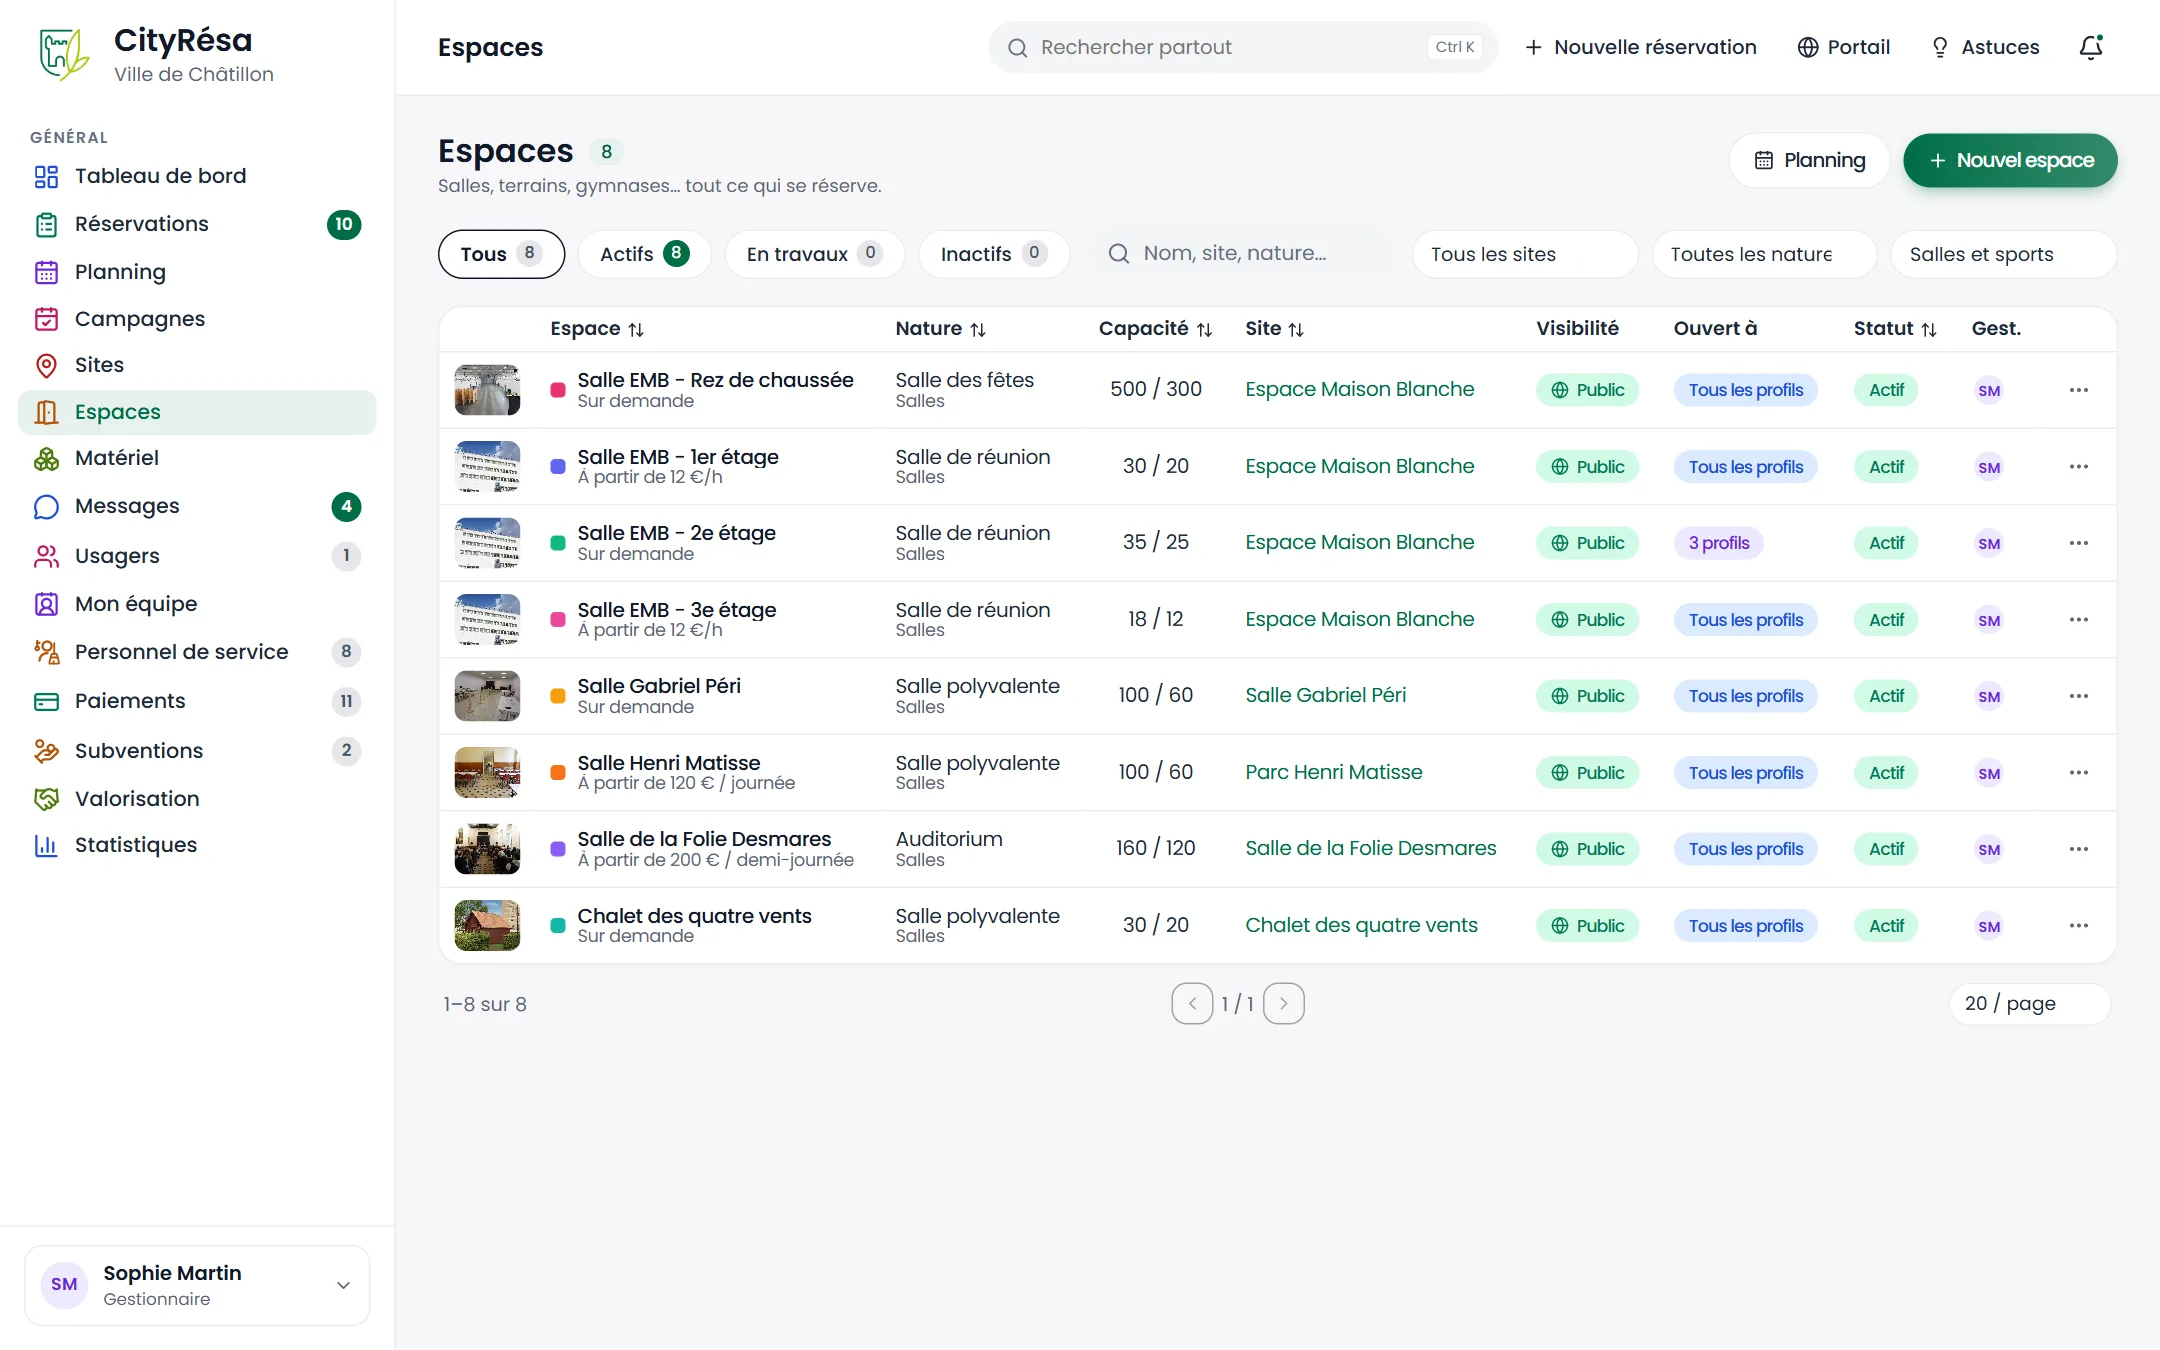 CityRésa
Ville de Châtillon
GÉNÉRAL
Tableau de bord
Réservations 10
Planning
Campagnes
Sites
Espaces
Matériel
Messages 4
Usagers 1
Mon équipe
Personnel de service 8
Paiements 11
Subventions 2
Valorisation
Statistiques
SM Sophie Martin
Gestionnaire
Espaces
Rechercher partout Ctrl K
Nouvelle réservation
Portail
Astuces
Espaces 8
Salles, terrains, gymnases... tout ce qui se réserve.
Planning
Nouvel espace
Tous 8
Actifs 8
En travaux 0
Inactifs 0
Nom, site, nature...
Tous les sites
Toutes les nature
Salles et sports
Espace Nature Capacité Site Visibilité Ouvert à Statut Gest.
Salle EMB - Rez de chaussée Salle des fêtes 500 / 300 Espace Maison Blanche Public Tous les profils Actif SM
Sur demande Salles
Salle EMB - 1er étage Salle de réunion 30 / 20 Espace Maison Blanche Public Tous les profils Actif SM
À partir de 12 €/h Salles
Salle EMB - 2e étage Salle de réunion 35 / 25 Espace Maison Blanche Public 3 profils Actif SM
Sur demande Salles
Salle EMB - 3e étage Salle de réunion 18 / 12 Espace Maison Blanche Public Tous les profils Actif SM
À partir de 12 €/h Salles
Salle Gabriel Péri Salle polyvalente 100 / 60 Salle Gabriel Péri Public Tous les profils Actif SM
Sur demande Salles
Salle Henri Matisse Salle polyvalente 100 / 60 Parc Henri Matisse Public Tous les profils Actif SM
À partir de 120 € / journée Salles
Salle de la Folie Desmares Auditorium 160 / 120 Salle de la Folie Desmares Public Tous les profils Actif SM
À partir de 200 € / demi-journée Salles
Chalet des quatre vents Salle polyvalente 30 / 20 Chalet des quatre vents Public Tous les profils Actif SM
Sur demande Salles
1–8 sur 8
1 / 1
20 / page